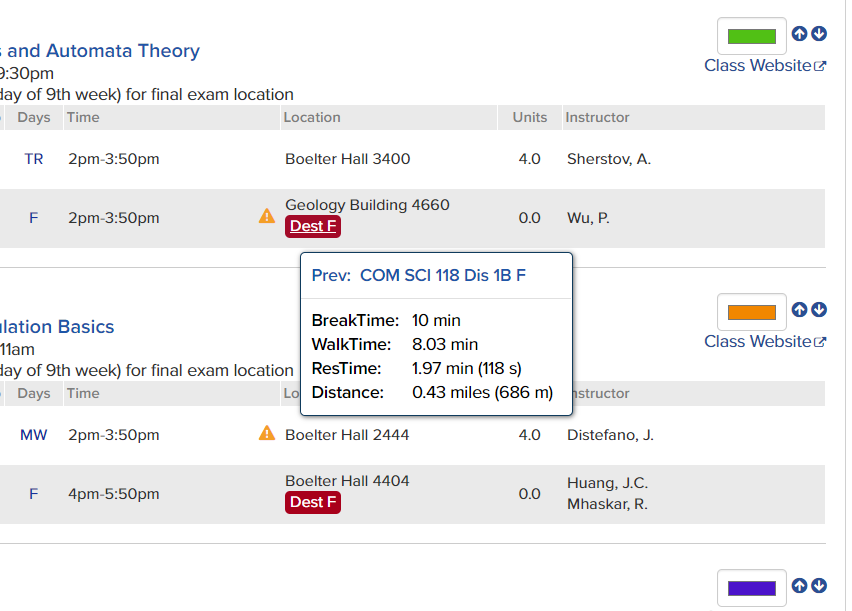 and Automata Theory
9:30pm
day of 9th week) for final exam location
Class Website
Days Time Location Units Instructor
TR 2pm-3:50pm Boelter Hall 3400 4.0 Sherstov, A.
F 2pm-3:50pm Geology Building 4660 0.0 Wu, P.
Dest F
Prev: COM SCI 118 Dis 1B F
BreakTime: 10 min
WalkTime: 8.03 min
ResTime: 1.97 min (118 s)
Distance: 0.43 miles (686 m)
ulation Basics
11am
day of 9th week) for final exam location
Class Website
Days Time Lo nstructor
MW 2pm-3:50pm Boelter Hall 2444 4.0 Distefano, J.
F 4pm-5:50pm Boelter Hall 4404 0.0 Huang, J.C.
Mhaskar, R.
Dest F